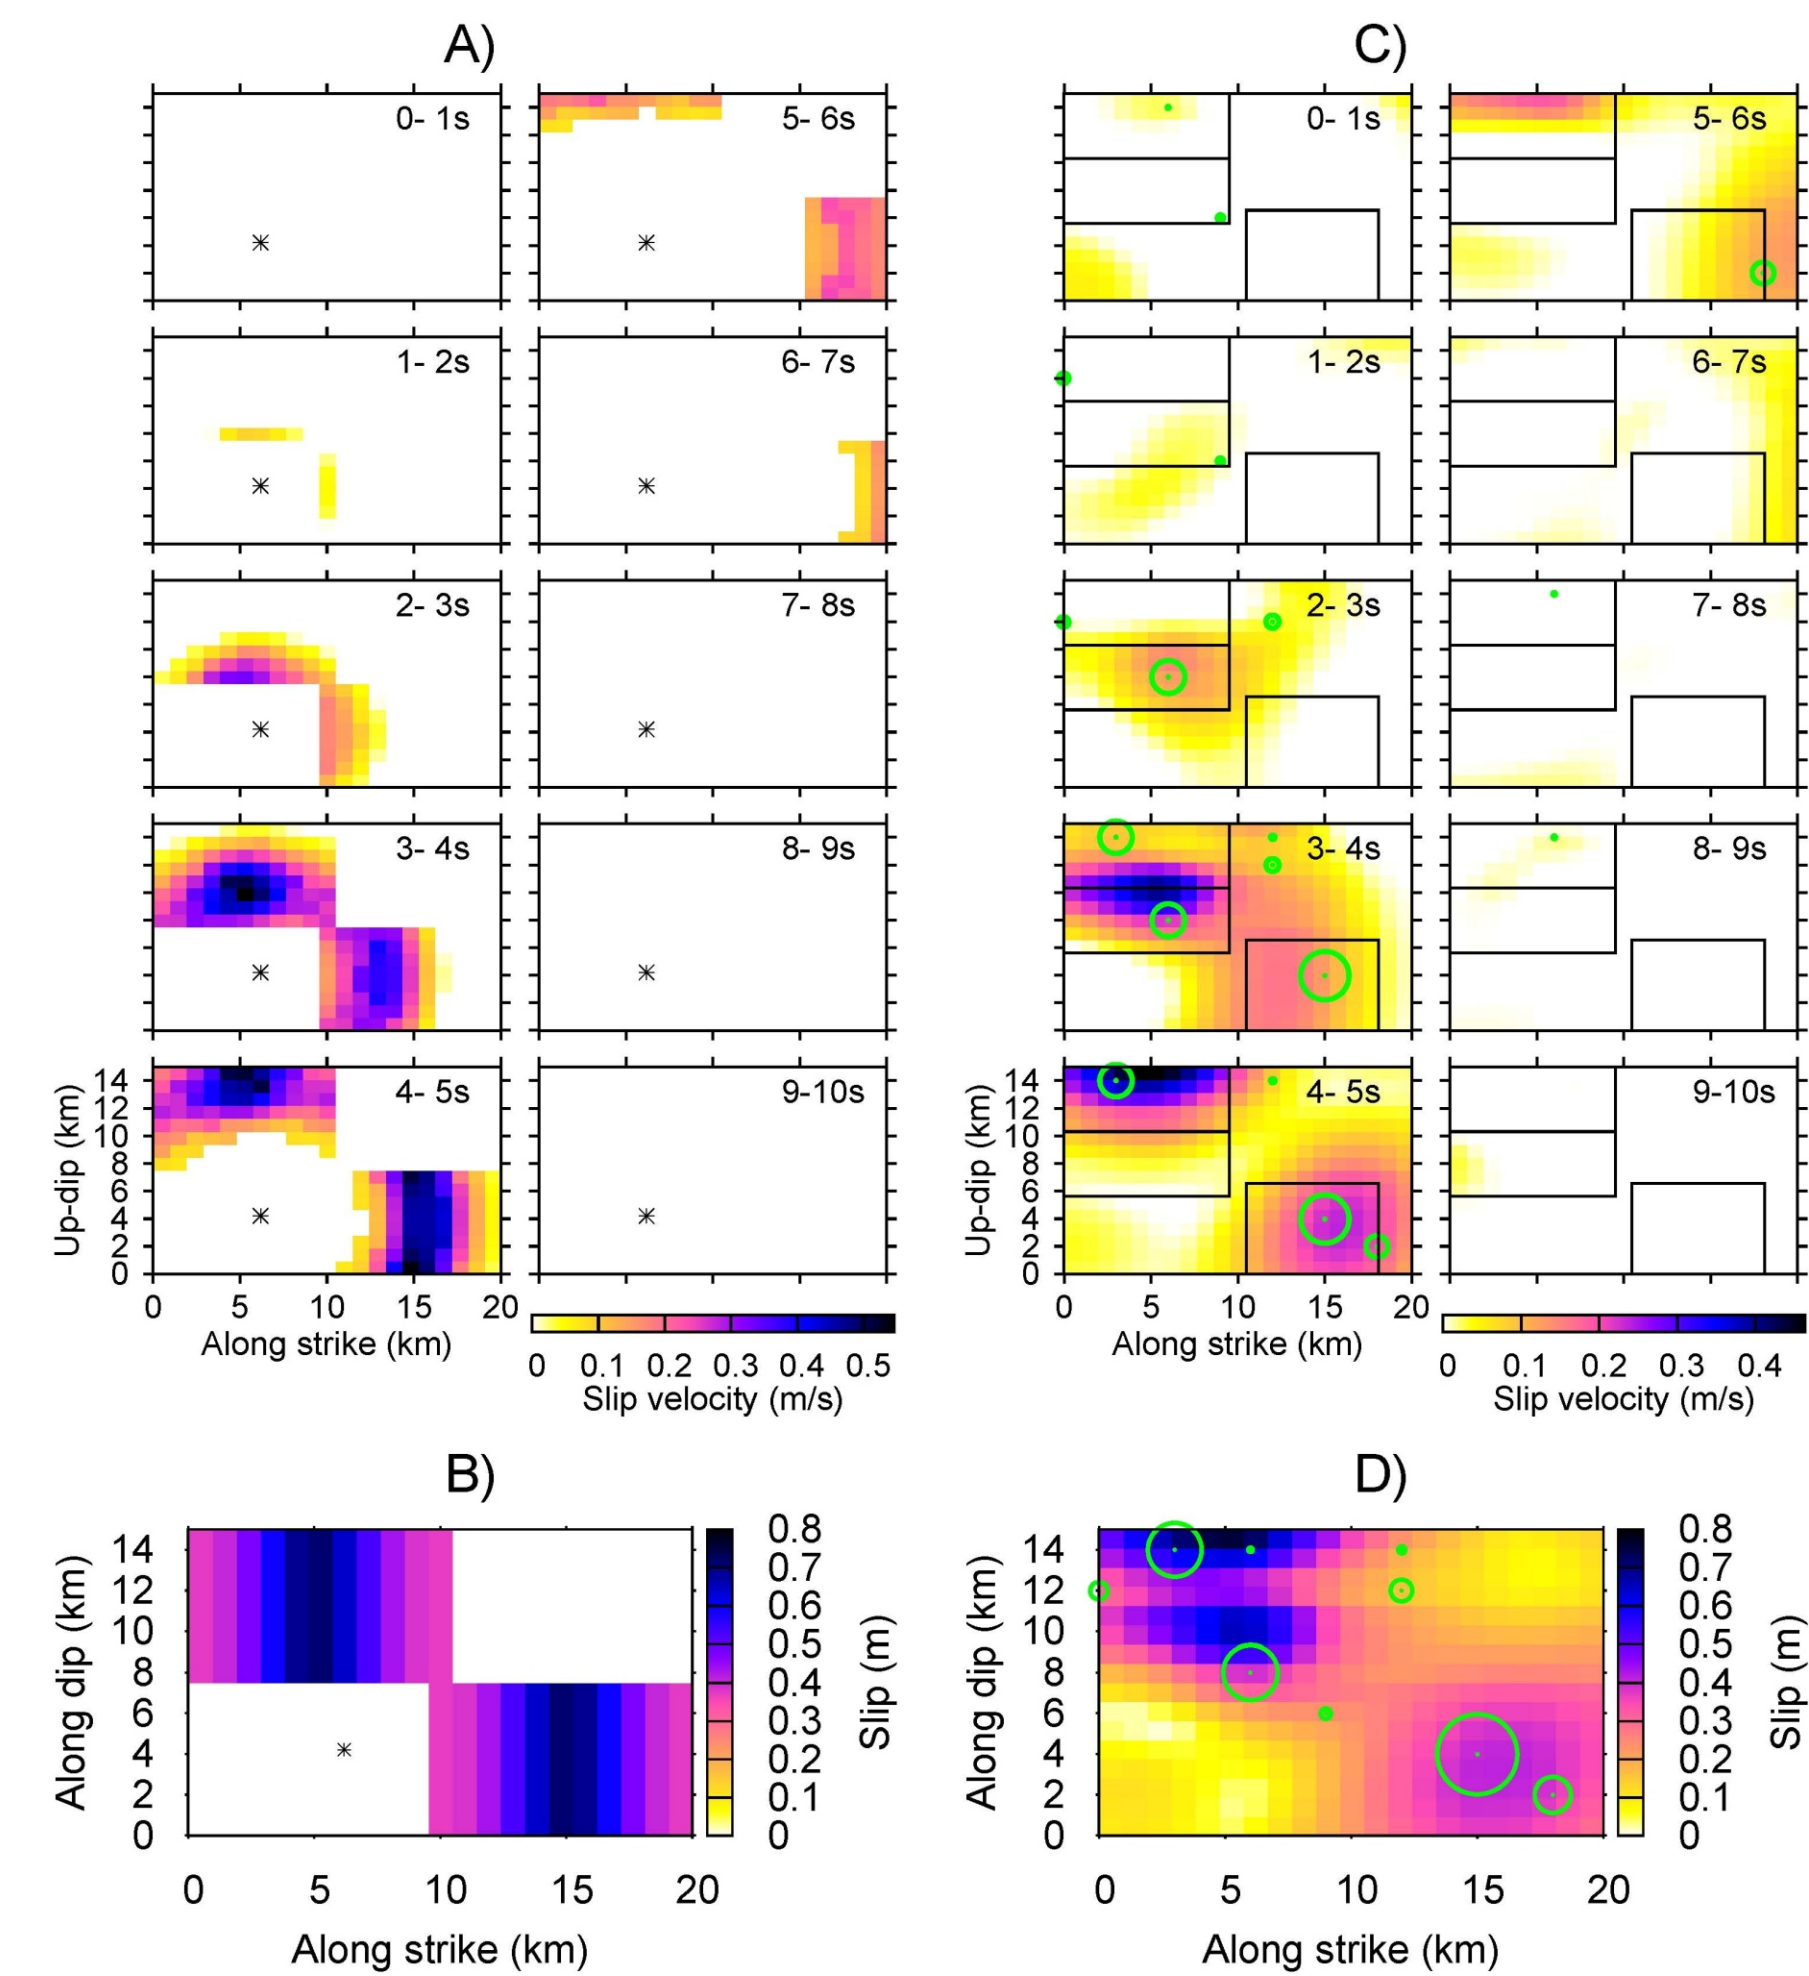 A)
C)
0- 1s
5- 6s
0- 1s
5- 6s
1- 2s
6- 7s
1- 2s
6- 7s
2- 3s
7- 8s
2- 3s
7- 8s
3- 4s
8- 9s
3- 4s
8- 9s
4- 5s
9-10s
4- 5s
9-10s
Up-dip (km)
14
12
10
8
6
4
2
0
0 5 10 15 20
Along strike (km)
0 0.1 0.2 0.3 0.4 0.5
Slip velocity (m/s)
Up-dip (km)
14
12
10
8
6
4
2
0
0 5 10 15 20
Along strike (km)
0 0.1 0.2 0.3 0.4
Slip velocity (m/s)
B)
Along dip (km)
14
12
10
8
6
4
2
0
0 5 10 15 20
Along strike (km)
0.8
0.7
0.6
0.5
0.4
0.3
0.2
0.1
0
Slip (m)
D)
Along dip (km)
14
12
10
8
6
4
2
0
0 5 10 15 20
Along strike (km)
0.8
0.7
0.6
0.5
0.4
0.3
0.2
0.1
0
Slip (m)